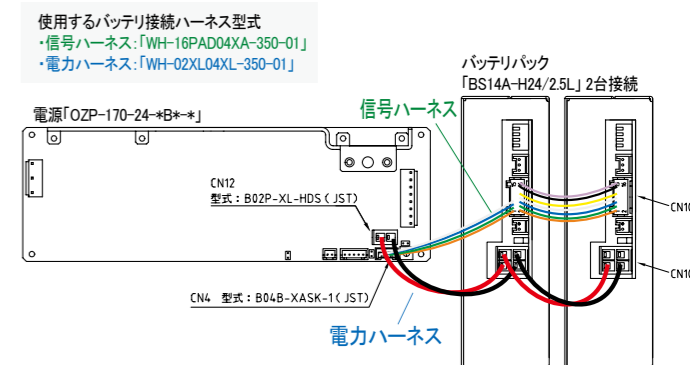 使用するバッテリ接続ハーネス型式
・信号ハーネス:「WH-16PAD04XA-350-01」
・電力ハーネス:「WH-02XL04XL-350-01」
バッテリパック
「BS14A-H24/2.5L」 2台接続
電源「OZP-170-24-*B*-*」
信号ハーネス
CN12
型式:B02P-XL-HDS(JST)
CN10
CN10
CN4 型式:B04B-XASK-1(JST)
電力ハーネス